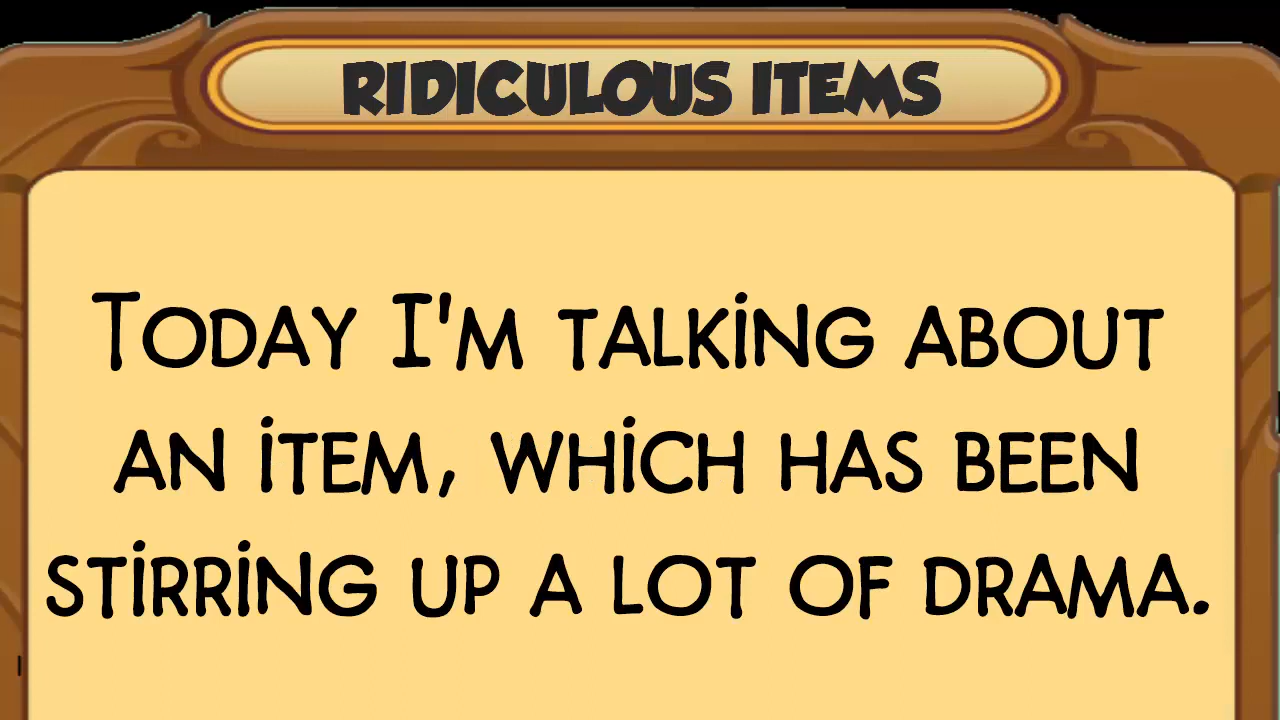 RIDICULOUS ITEMS
Today I'm talking about
an item, which has been
stirring up a lot of drama.